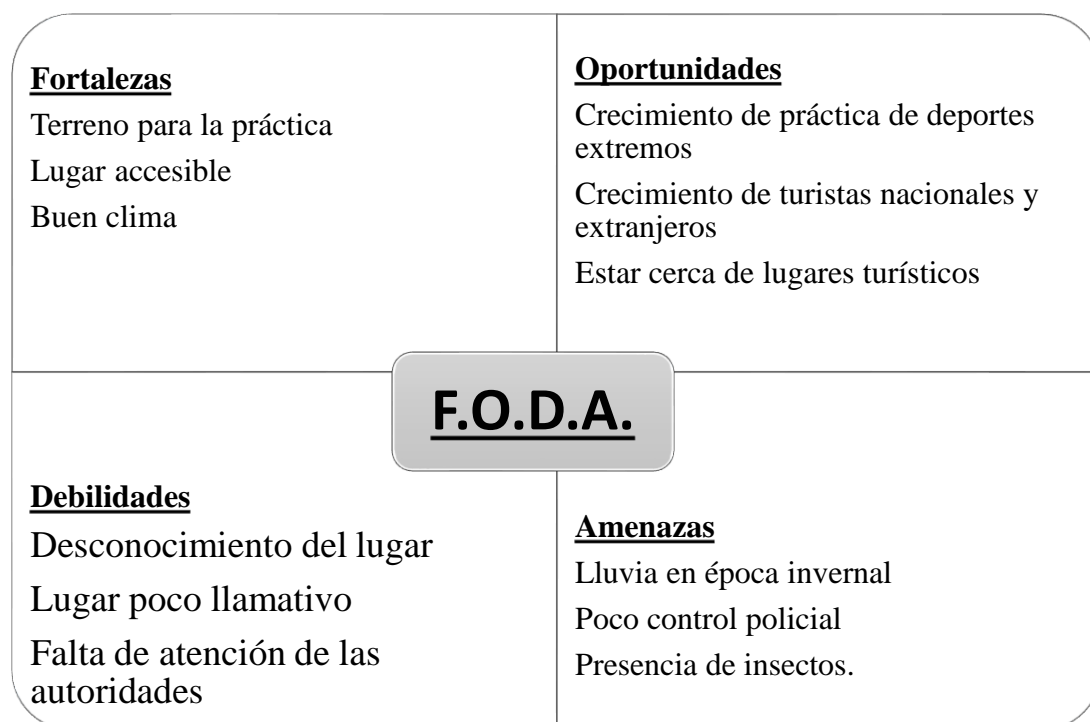 Fortalezas
Terreno para la práctica
Lugar accesible
Buen clima
Oportunidades
Crecimiento de práctica de deportes
extremos
Crecimiento de turistas nacionales y
extranjeros
Estar cerca de lugares turísticos
F.O.D.A.
Debilidades
Desconocimiento del lugar
Lugar poco llamativo
Falta de atención de las
autoridades
Amenazas
Lluvia en época invernal
Poco control policial
Presencia de insectos.